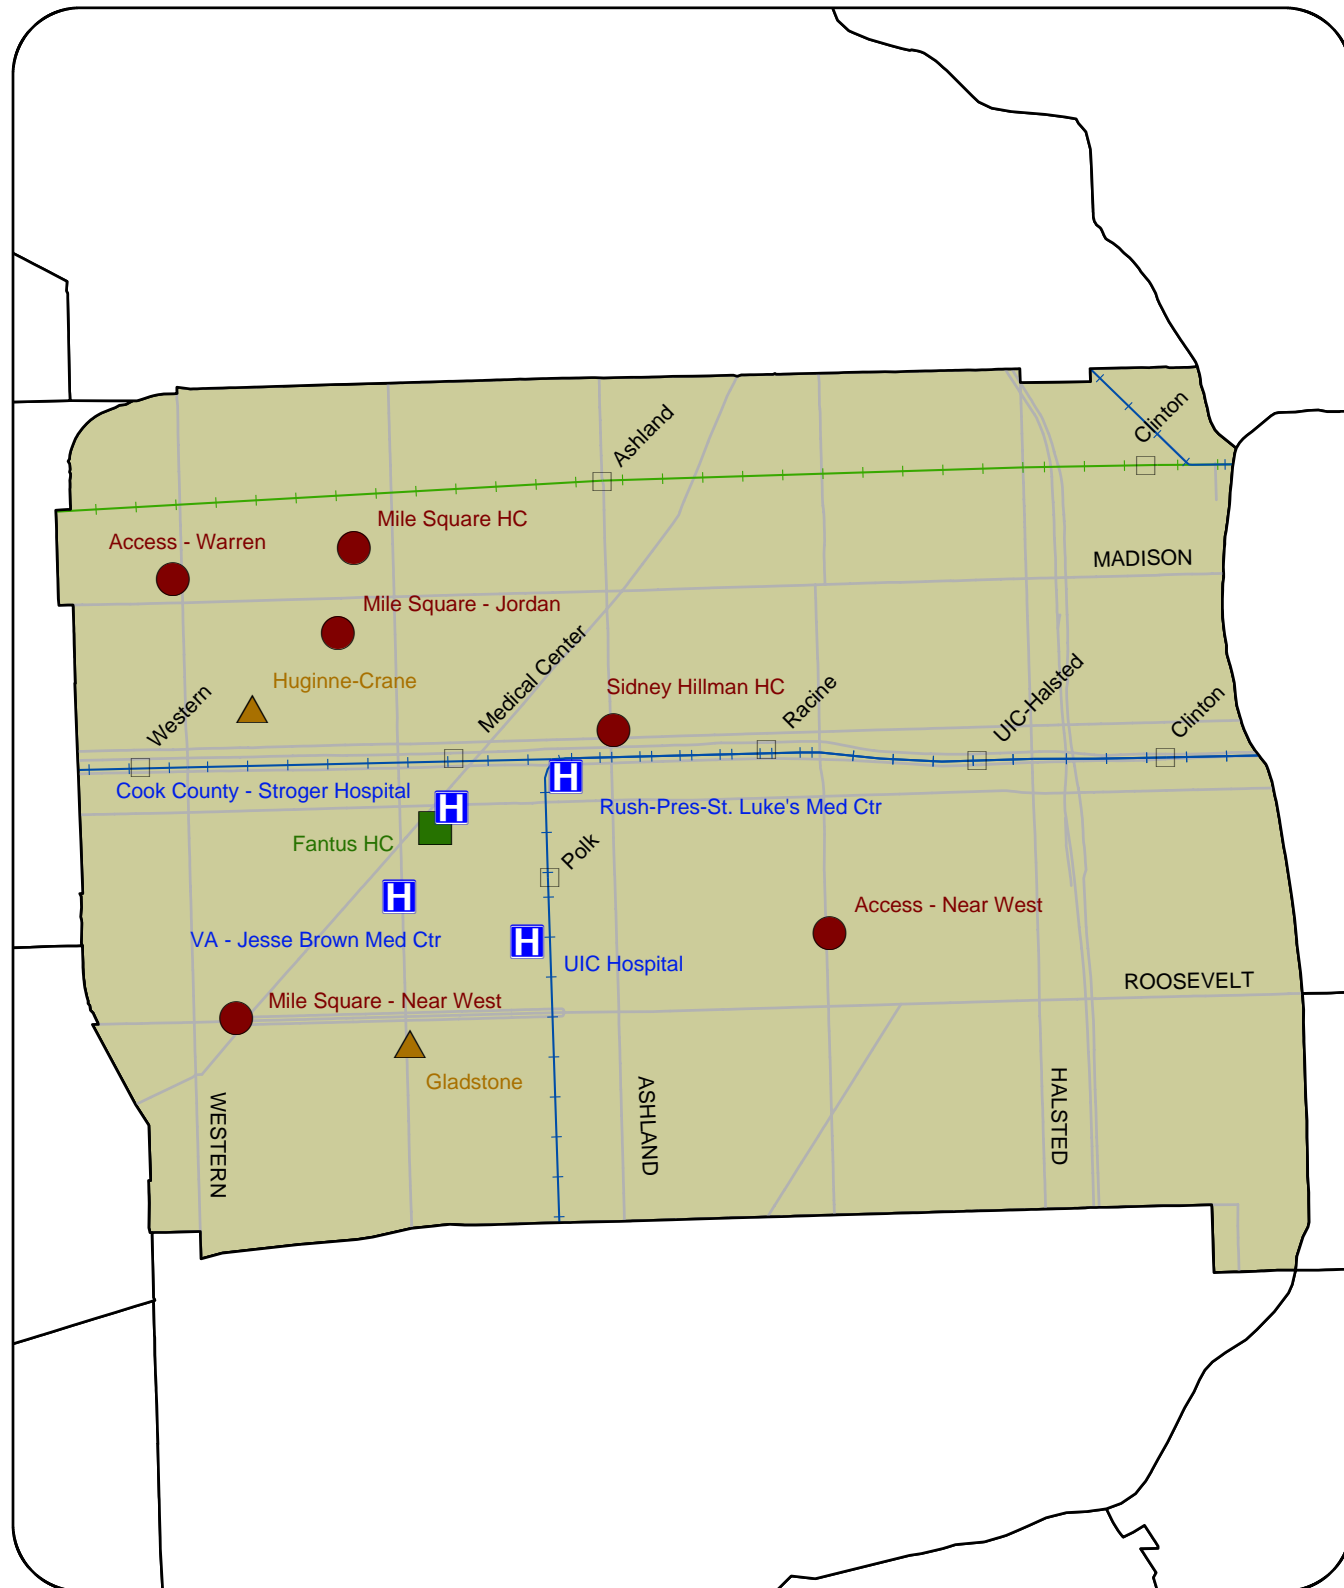 Clinton
Ashland
Mile Square HC
Access - Warren
MADISON
Mile Square - Jordan
Medical Center
Huginne-Crane
Sidney Hillman HC
Western
Racine
UIC-Halsted
Clinton
Cook County - Stroger Hospital
H
H
Rush-Pres-St. Luke's Med Ctr
Fantus HC
Polk
H
Access - Near West
VA - Jesse Brown Med Ctr
H
UIC Hospital
ROOSEVELT
Mile Square - Near West
Gladstone
WESTERN
ASHLAND
HALSTED